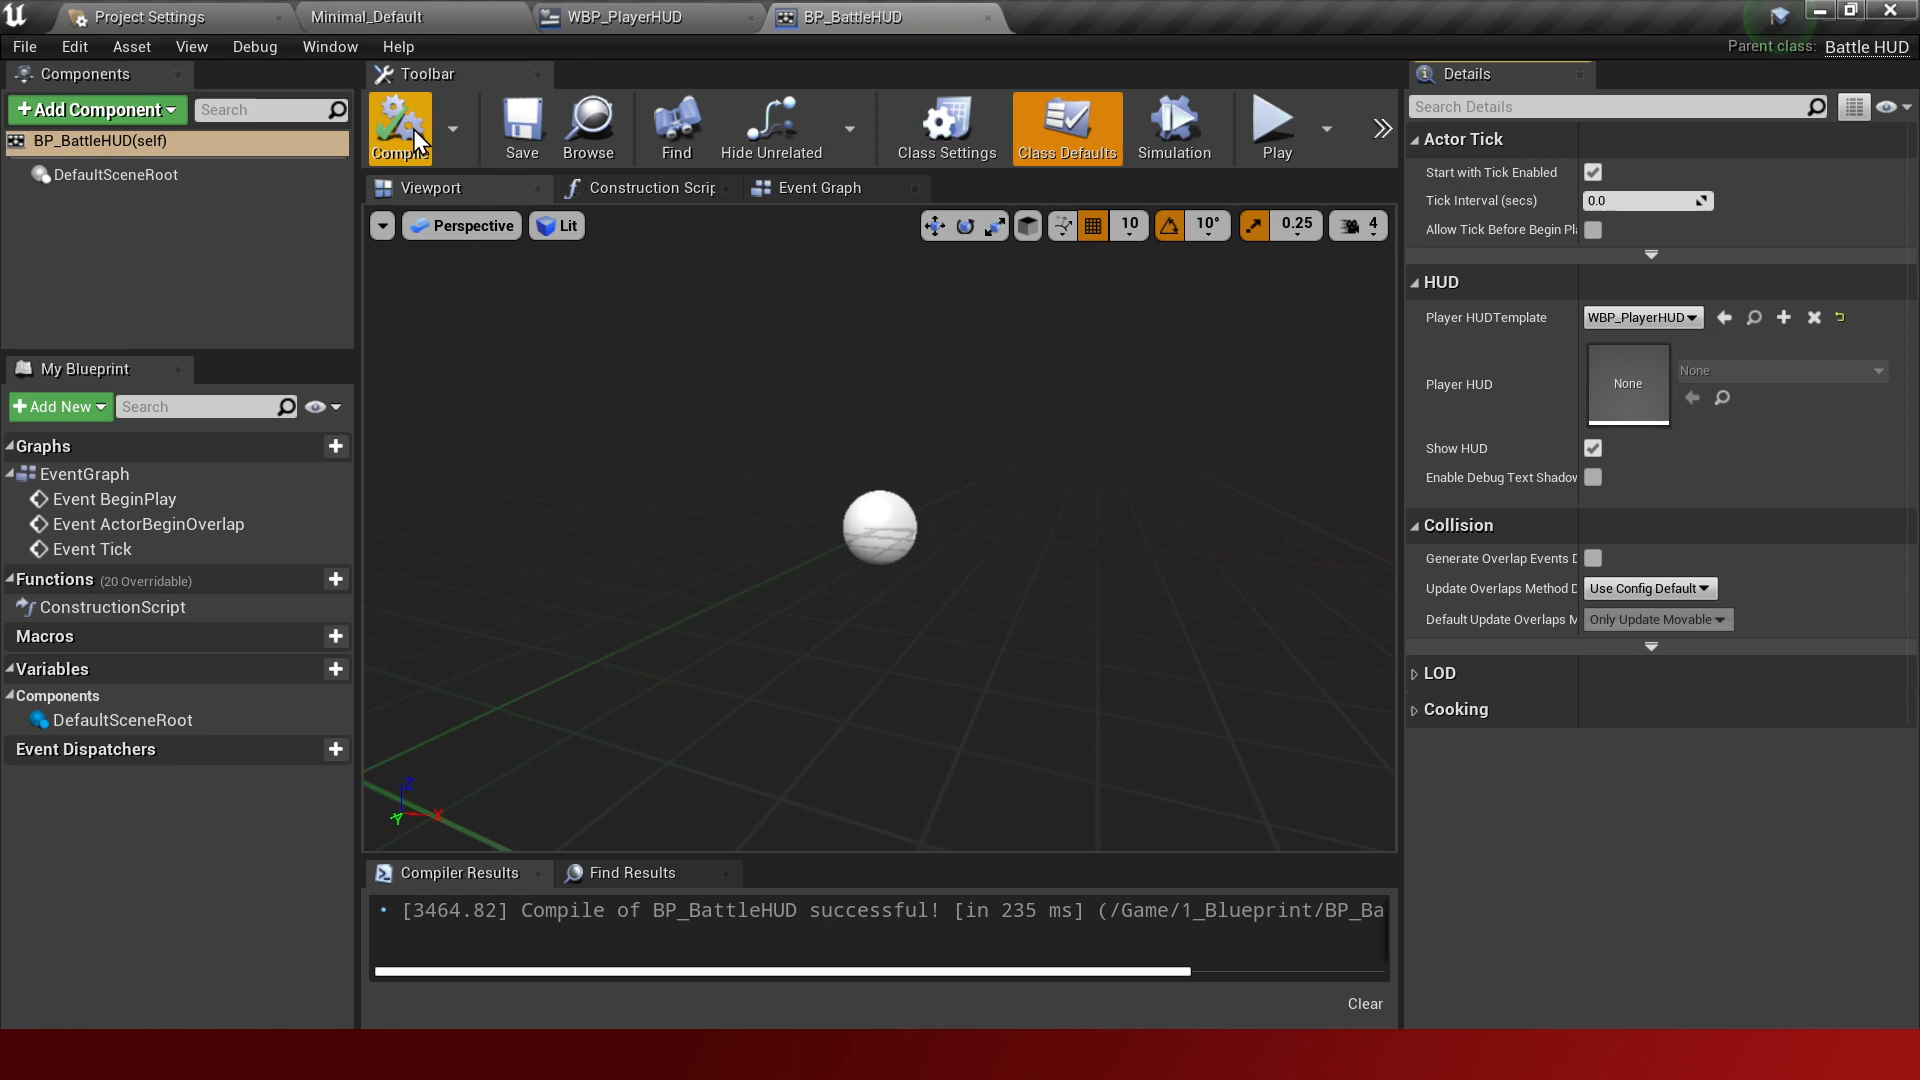 Project Settings
Minimal_Default
WBP_PlayerHUD
BP_BattleHUD
File
Edit
Asset
View
Debug
Window
Help
Parent class: Battle HUD
Components
Add Component
Search
BP_BattleHUD(self)
DefaultSceneRoot
My Blueprint
Add New
Search
Graphs
EventGraph
Event BeginPlay
Event ActorBeginOverlap
Event Tick
Functions (20 Overridable)
ConstructionScript
Macros
Variables
Components
DefaultSceneRoot
Event Dispatchers
Toolbar
Compile
Save
Browse
Find
Hide Unrelated
Class Settings
Class Defaults
Simulation
Play
Viewport
Construction Scrip
Event Graph
Perspective
Lit
10
10°
0.25
4
Z
X
Y
Compiler Results
Find Results
[3464.82] Compile of BP_BattleHUD successful! [in 235 ms] (/Game/1_Blueprint/BP_Ba
Clear
Details
Search Details
Actor Tick
Start with Tick Enabled
Tick Interval (secs)
0.0
Allow Tick Before Begin Pl
HUD
Player HUDTemplate
WBP_PlayerHUD
Player HUD
None
None
Show HUD
Enable Debug Text Shadow
Collision
Generate Overlap Events D
Update Overlaps Method D
Use Config Default
Default Update Overlaps M
Only Update Movable
LOD
Cooking